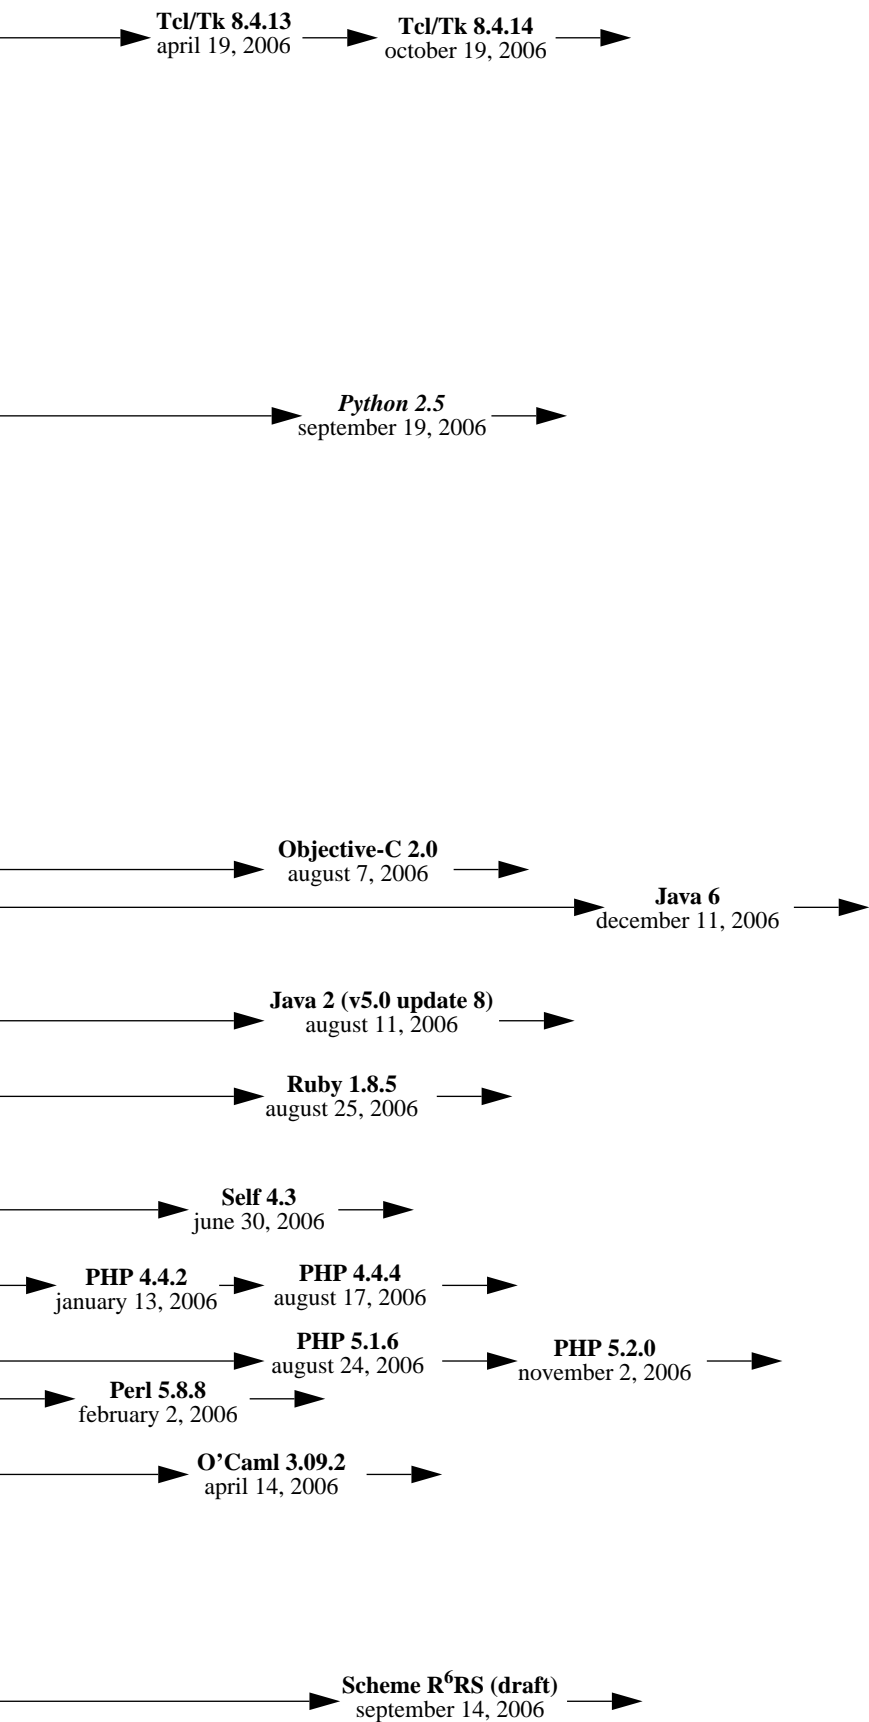 Tcl/Tk 8.4.13
april 19, 2006
Tcl/Tk 8.4.14
october 19, 2006
Python 2.5
september 19, 2006
Objective-C 2.0
august 7, 2006
Java 6
december 11, 2006
Java 2 (v5.0 update 8)
august 11, 2006
Ruby 1.8.5
august 25, 2006
Self 4.3
june 30, 2006
PHP 4.4.2
january 13, 2006
PHP 4.4.4
august 17, 2006
PHP 5.1.6
august 24, 2006
PHP 5.2.0
november 2, 2006
Perl 5.8.8
february 2, 2006
O’Caml 3.09.2
april 14, 2006
Scheme R⁶RS (draft)
september 14, 2006